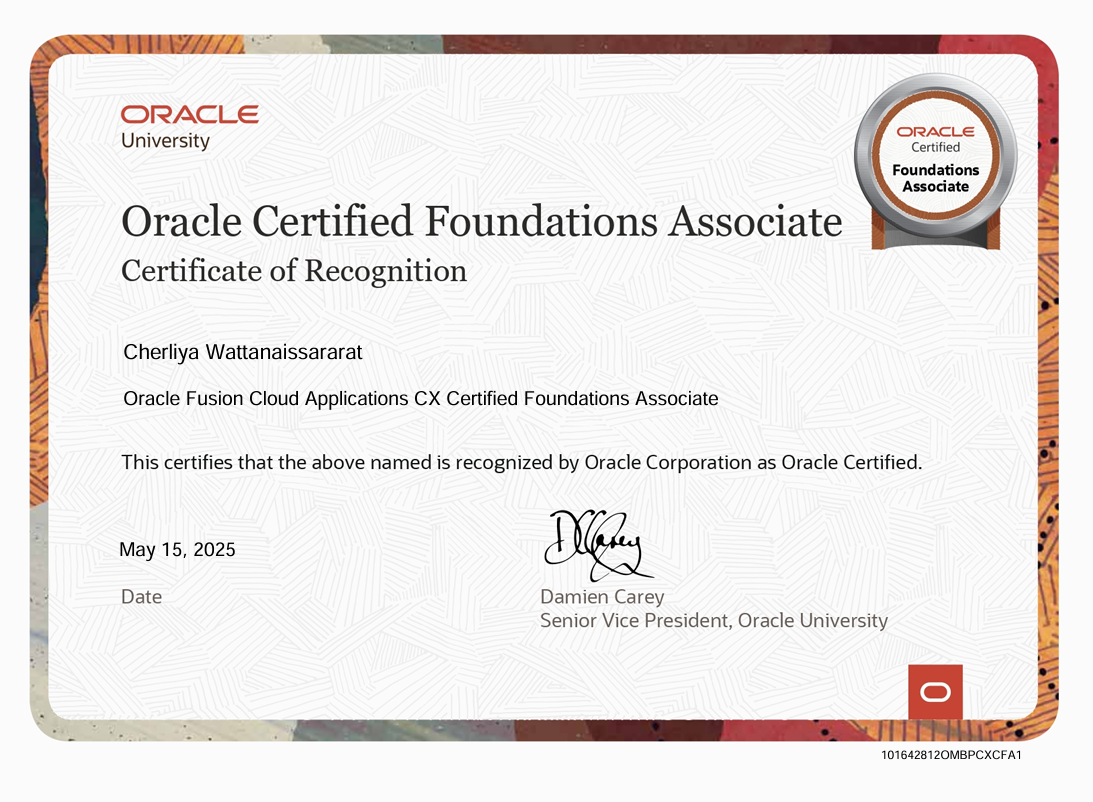 ORACLE
University
ORACLE
Certified
Foundations
Associate
Oracle Certified Foundations Associate
Certificate of Recognition
Cherliya Wattanaissararat
Oracle Fusion Cloud Applications CX Certified Foundations Associate
This certifies that the above named is recognized by Oracle Corporation as Oracle Certified.
May 15, 2025
DCarey
Date
Damien Carey
Senior Vice President, Oracle University
101642812OMBPCXCFA1